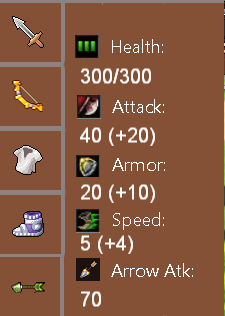 Health:
300/300
Attack:
40 (+20)
Armor:
20 (+10)
Speed:
5 (+4)
Arrow Atk:
70